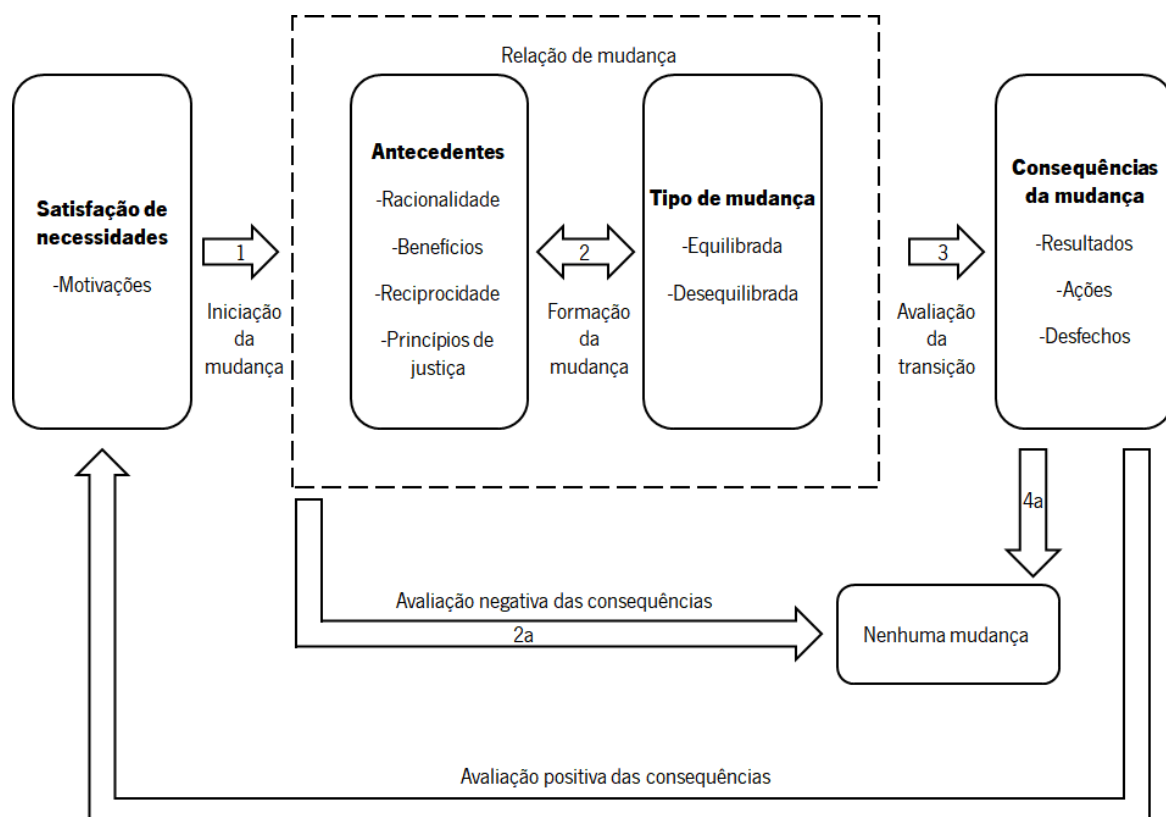 Relação de mudança
Satisfação de
necessidades
-Motivações
1
Iniciação
da
mudança
Antecedentes
-Racionalidade
-Benefícios
-Reciprocidade
-Princípios de
justiça
2
Formação
da
mudança
Tipo de mudança
-Equilibrada
-Desequilibrada
3
Avaliação
da
transição
Consequências
da mudança
-Resultados
-Ações
-Desfechos
4a
Avaliação negativa das consequências
2a
Nenhuma mudança
Avaliação positiva das consequências